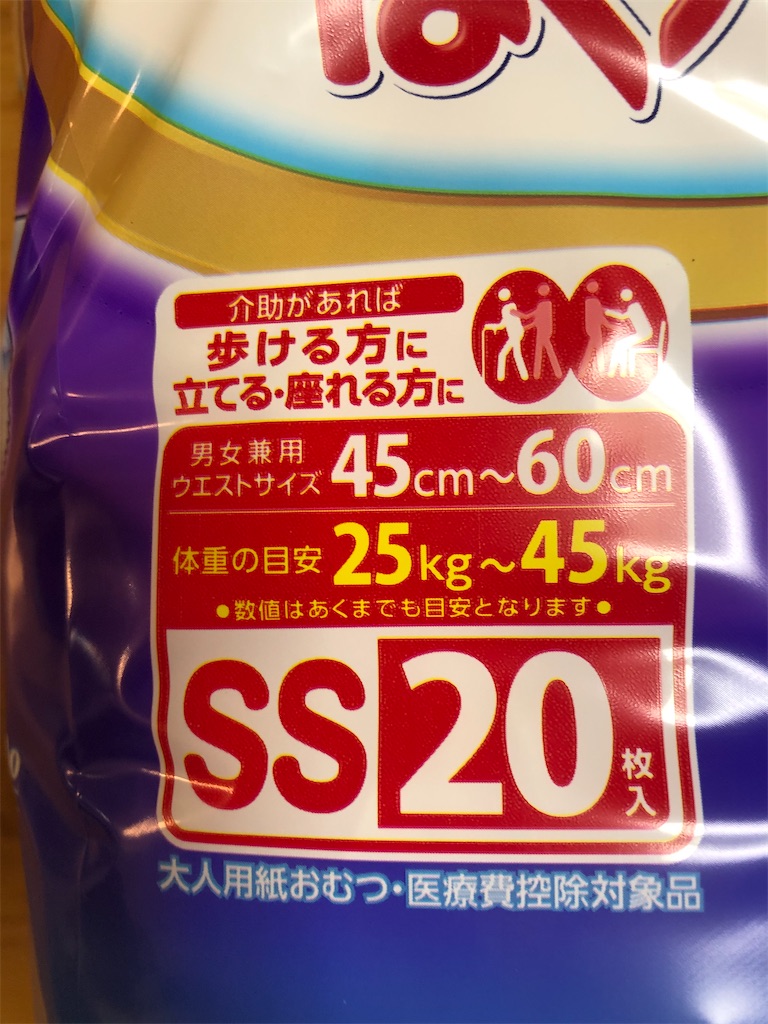 介助があれば
歩ける方に
立てる・座れる方に
男女兼用
ウエストサイズ 45cm～60cm
体重の目安 25kg～45kg
●数値はあくまでも目安となります●
SS 20枚入
大人用紙おむつ・医療費控除対象品